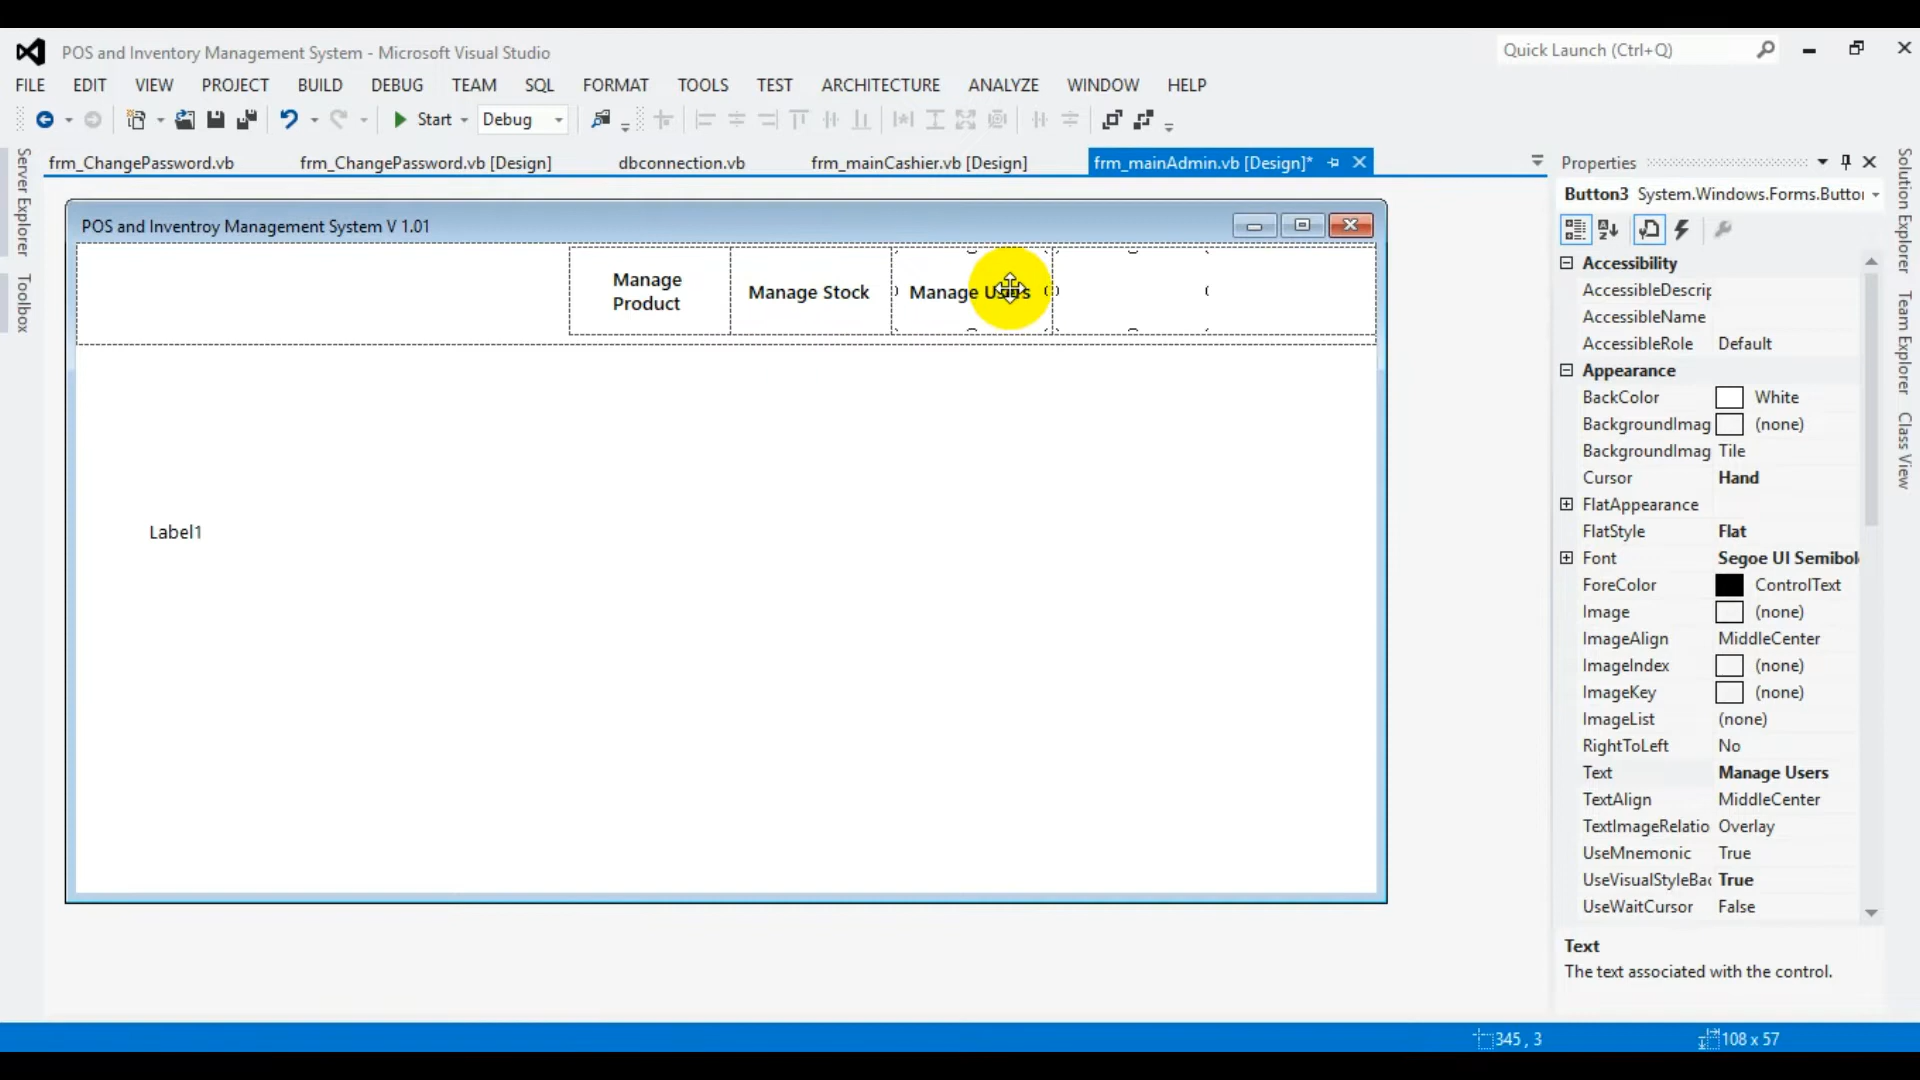 POS and Inventory Management System - Microsoft Visual Studio
Quick Launch (Ctrl+Q)
FILE EDIT VIEW PROJECT BUILD DEBUG TEAM SQL FORMAT TOOLS TEST ARCHITECTURE ANALYZE WINDOW HELP
Start Debug
frm_ChangePassword.vb frm_ChangePassword.vb [Design] dbconnection.vb frm_mainCashier.vb [Design] frm_mainAdmin.vb [Design]*
Server Explorer
Toolbox
POS and Inventroy Management System V 1.01
Manage
Product
Manage Stock
Manage Users
Label1
Properties
Button3 System.Windows.Forms.Butto
Accessibility
AccessibleDescrip
AccessibleName
AccessibleRole Default
Appearance
BackColor White
BackgroundImag (none)
BackgroundImag Tile
Cursor Hand
FlatAppearance
FlatStyle Flat
Font Segoe UI Semibol
ForeColor ControlText
Image (none)
ImageAlign MiddleCenter
ImageIndex (none)
ImageKey (none)
ImageList (none)
RightToLeft No
Text Manage Users
TextAlign MiddleCenter
TextImageRelatio Overlay
UseMnemonic True
UseVisualStyleBac True
UseWaitCursor False
Text
The text associated with the control.
Solution Explorer
Team Explorer
Class View
345 , 3
108 x 57